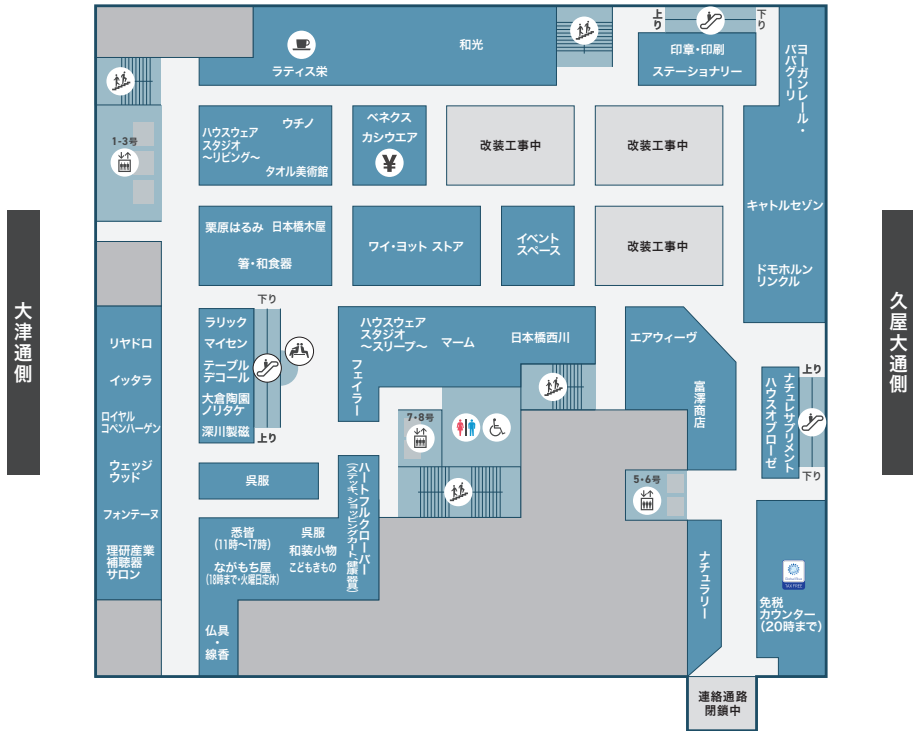 上り
下り
印章・印刷
ステーショナリー
和光
ラティス栄
ヨーガンレール・
ババグーリ
1-3号
ハウスウェア
スタジオ
〜リビング〜
ウチノ
タオル美術館
ベネクス
カシウエア
¥
改装工事中
改装工事中
キャトルセゾン
栗原はるみ 日本橋木屋
箸・和食器
ワイ・ヨット ストア
イベント
スペース
改装工事中
ドモホルン
リンクル
大津通側
久屋大通側
下り
ラリック
マイセン
テーブル
デコール
大倉陶園
ノリタケ
深川製磁
上り
リヤドロ
イッタラ
ロイヤル
コペンハーゲン
ウェッジ
ウッド
フォンテーヌ
理研産業
補聴器
サロン
ハウスウェア
スタジオ
〜スリープ〜
マーム
日本橋西川
フェイラー
エアウィーヴ
富澤商店
上り
ナチュレサプリメント
ハウスオブローゼ
下り
7・8号
5・6号
呉服
ハートフルクローバー
(ステッキ、ショッピングカート、健康器具)
悉皆
(11時〜17時)
呉服
和装小物
ながもち屋
(18時まで・火曜日定休)
こどもきもの
仏具
・
線香
ナチュラリー
TAX FREE
免税
カウンター
(20時まで)
連絡通路
閉鎖中